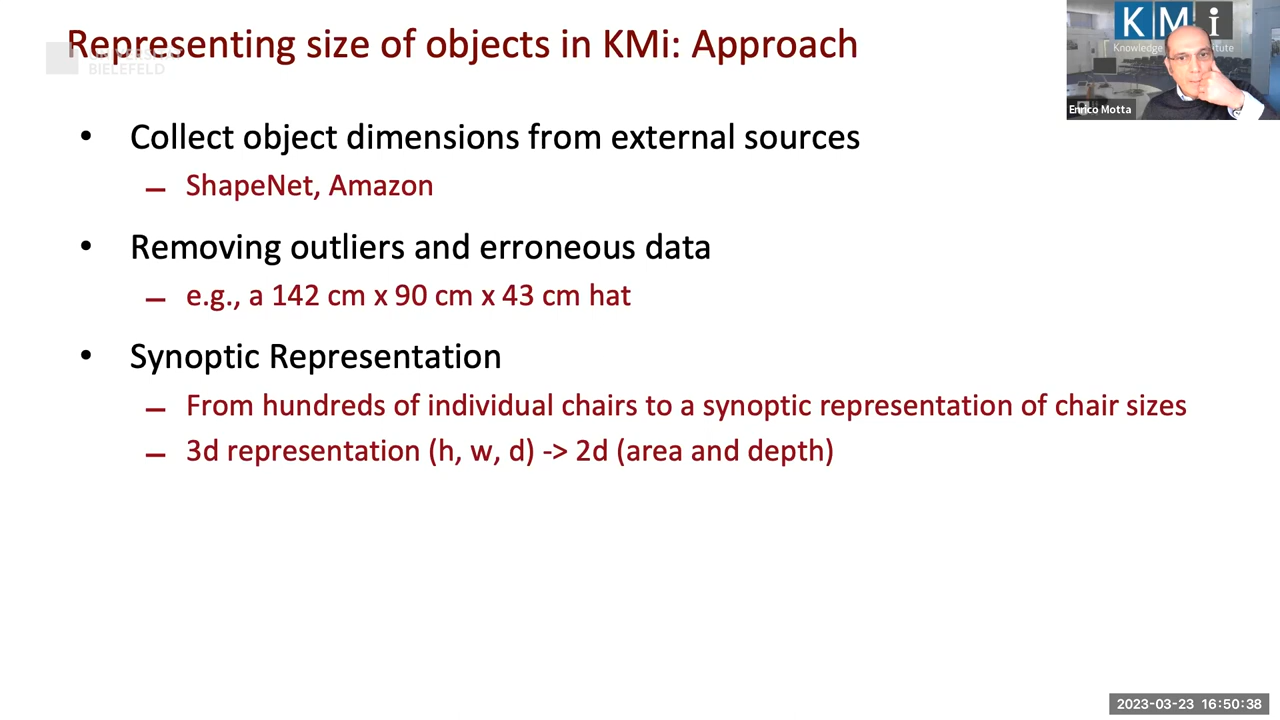 Representing size of objects in KMi: Approach
BIELEFELD
KMi
Knowledge
Enrico Motta
• Collect object dimensions from external sources
– ShapeNet, Amazon
• Removing outliers and erroneous data
– e.g., a 142 cm x 90 cm x 43 cm hat
• Synoptic Representation
– From hundreds of individual chairs to a synoptic representation of chair sizes
– 3d representation (h, w, d) -> 2d (area and depth)
2023-03-23 16:50:38